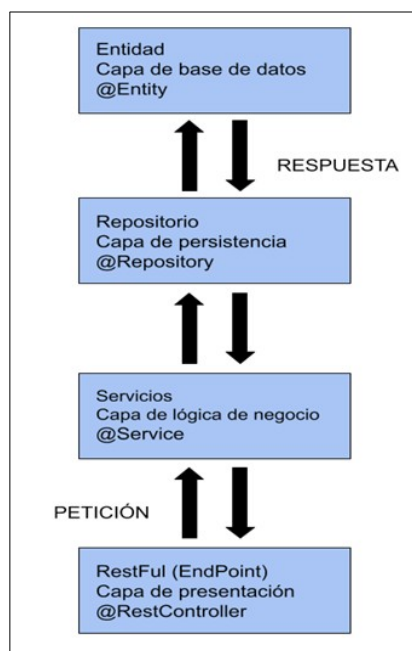 Entidad
Capa de base de datos
@Entity
RESPUESTA
Repositorio
Capa de persistencia
@Repository
Servicios
Capa de lógica de negocio
@Service
PETICIÓN
RestFul (EndPoint)
Capa de presentación
@RestController